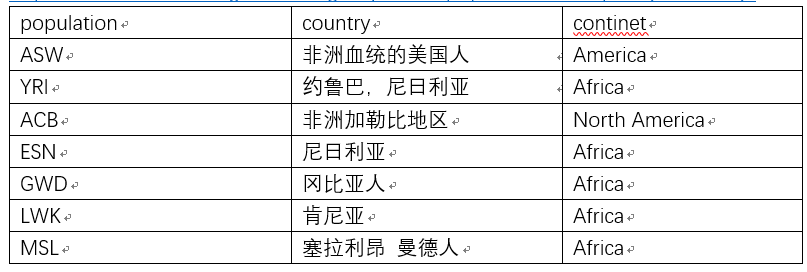 population country continet
ASW 非洲血统的美国人 America
YRI 约鲁巴，尼日利亚 Africa
ACB 非洲加勒比地区 North America
ESN 尼日利亚 Africa
GWD 冈比亚人 Africa
LWK 肯尼亚 Africa
MSL 塞拉利昂 曼德人 Africa